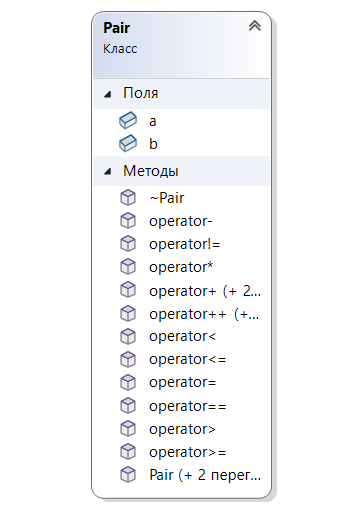 Pair
Класс
Поля
a
b
Методы
~Pair
operator-
operator!=
operator*
operator+ (+ 2...
operator++ (+...
operator<
operator<=
operator=
operator==
operator>
operator>=
Pair (+ 2 перег...